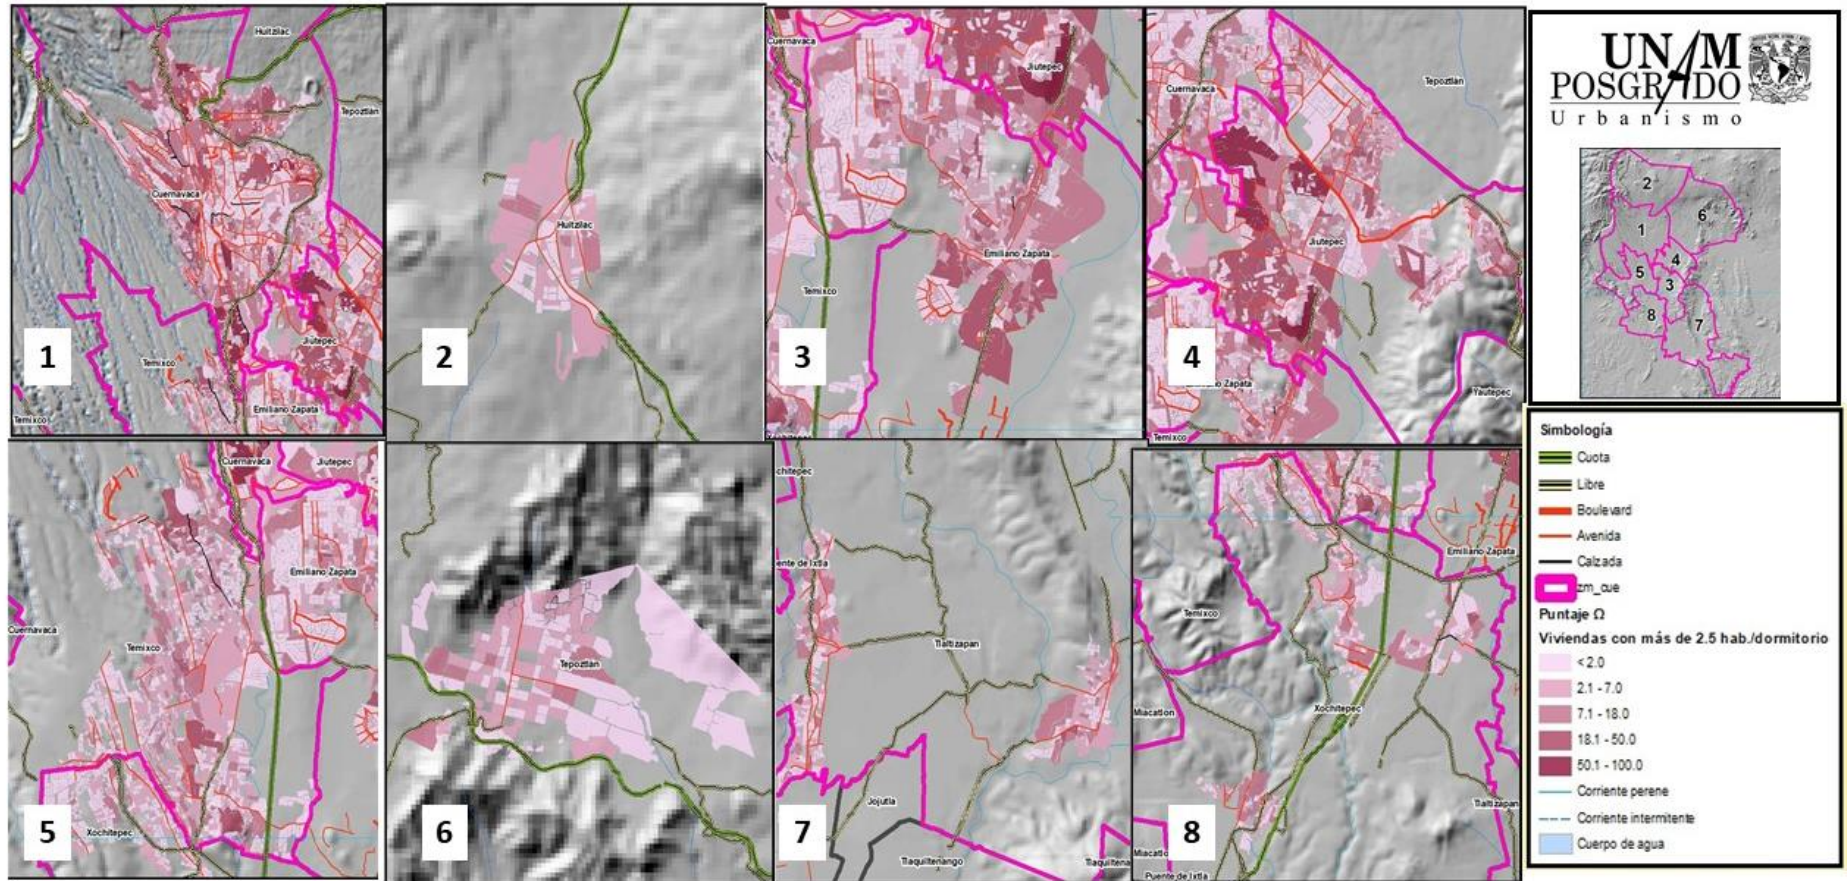 Huitzilac
Tepoztlán
Cuernavaca
Jiutepec
Temixco
Emiliano Zapata
Temixco
1
Huitzilac
2
Cuernavaca
Jiutepec
Emiliano Zapata
Temixco
3
Tepoztlán
Cuernavaca
Jiutepec
Emiliano Zapata
Yautepec
Temixco
4
UNAM
POSGRADO
Urbanismo
2
6
1
4
5
3
8
7
Cuernavaca
Jiutepec
Emiliano Zapata
Cuernavaca
Temixco
Xochitepec
5
Tepoztlán
6
chitepec
ente de Ixtla
Tlaltizapan
Jojutla
Tlaquiltenango
Tlaquiltena
7
Emiliano Zapata
Temixco
Xochitepec
Miacatlan
Tlaltizapan
Miacatla
Puente de Ixtla
8
Simbología
Cuota
Libre
Boulevard
Avenida
Calzada
zm_cue
Puntaje Ω
Viviendas con más de 2.5 hab./dormitorio
< 2.0
2.1 - 7.0
7.1 - 18.0
18.1 - 50.0
50.1 - 100.0
Corriente perene
Corriente intermitente
Cuerpo de agua